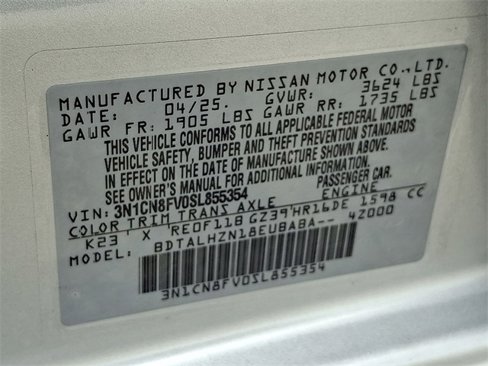 MANUFACTURED BY NISSAN MOTOR CO.,LTD.
DATE: 04/25. GVWR: 3624 LBS
GAWR FR: 1905 LBS GAWR RR: 1735 LBS
THIS VEHICLE CONFORMS TO ALL APPLICABLE FEDERAL MOTOR
VEHICLE SAFETY, BUMPER AND THEFT PREVENTION STANDARDS
IN EFFECT ON THE DATE OF MANUFACTURE SHOWN ABOVE.
SEE OWNER'S MANUAL FOR ADDITIONAL INFORMATION.
VIN: 3N1CN8FV0SL855354 PASSENGER CAR.
COLOR TRIM TRANS AXLE ENGINE
K23 X RE0F11B GZ39 HR16DE 1598 CC
MODEL: BDTALHZN18EUBABA-- 42000
3N1CN8FV0SL855354